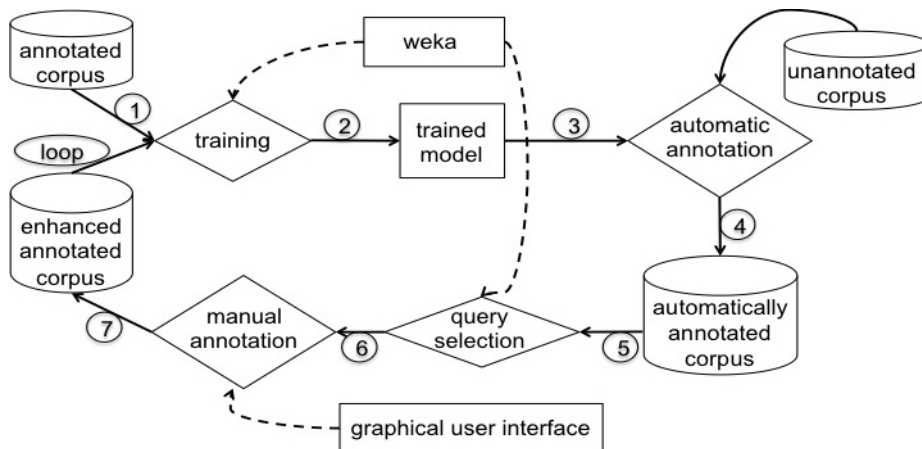 annotated
corpus
weka
unannotated
corpus
1
training
2
trained
model
3
automatic
annotation
loop
enhanced
annotated
corpus
4
automatically
annotated
corpus
5
query
selection
6
manual
annotation
7
graphical user interface